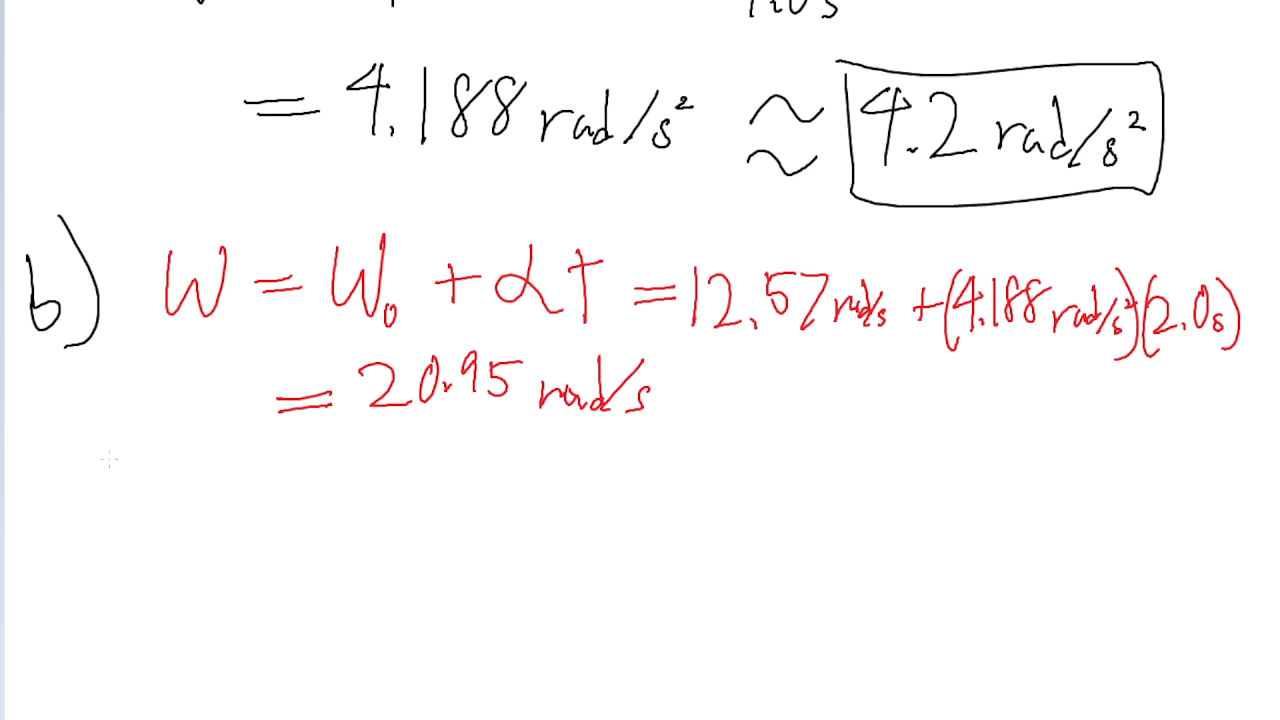 = 4.188 rad/s² ≈ 4.2 rad/s²
b) W = W₀ + αt = 12.57 rad/s + (4.188 rad/s²)(2.0s)
= 20.95 rad/s